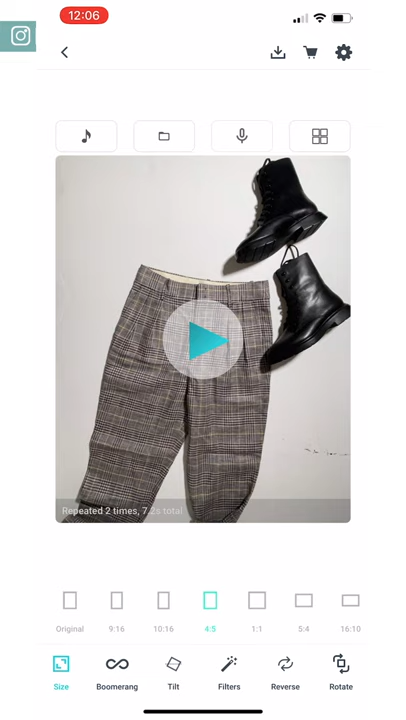 12:06
Repeated 2 times, 7.2s total
Original 9:16 10:16 4:5 1:1 5:4 16:10
Size Boomerang Tilt Filters Reverse Rotate